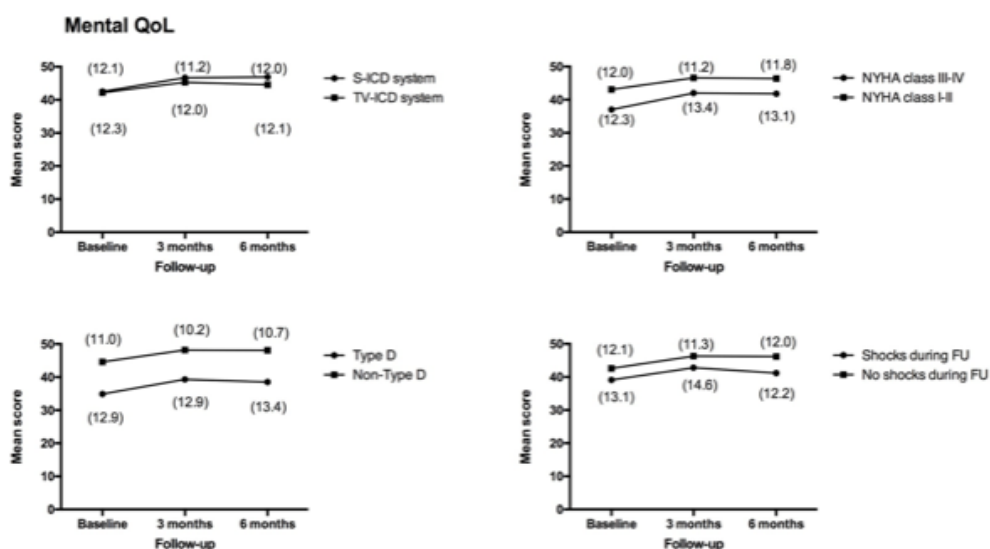 Mental QoL
Mean score
50
40
30
20
10
0
(12.1) (11.2) (12.0)
(12.3) (12.0) (12.1)
S-ICD system
TV-ICD system
Baseline 3 months 6 months
Follow-up
Mean score
50
40
30
20
10
0
(12.0) (11.2) (11.8)
(12.3) (13.4) (13.1)
NYHA class III-IV
NYHA class I-II
Baseline 3 months 6 months
Follow-up
Mean score
50
40
30
20
10
0
(11.0) (10.2) (10.7)
(12.9) (12.9) (13.4)
Type D
Non-Type D
Baseline 3 months 6 months
Follow-up
Mean score
50
40
30
20
10
0
(12.1) (11.3) (12.0)
(13.1) (14.6) (12.2)
Shocks during FU
No shocks during FU
Baseline 3 months 6 months
Follow-up